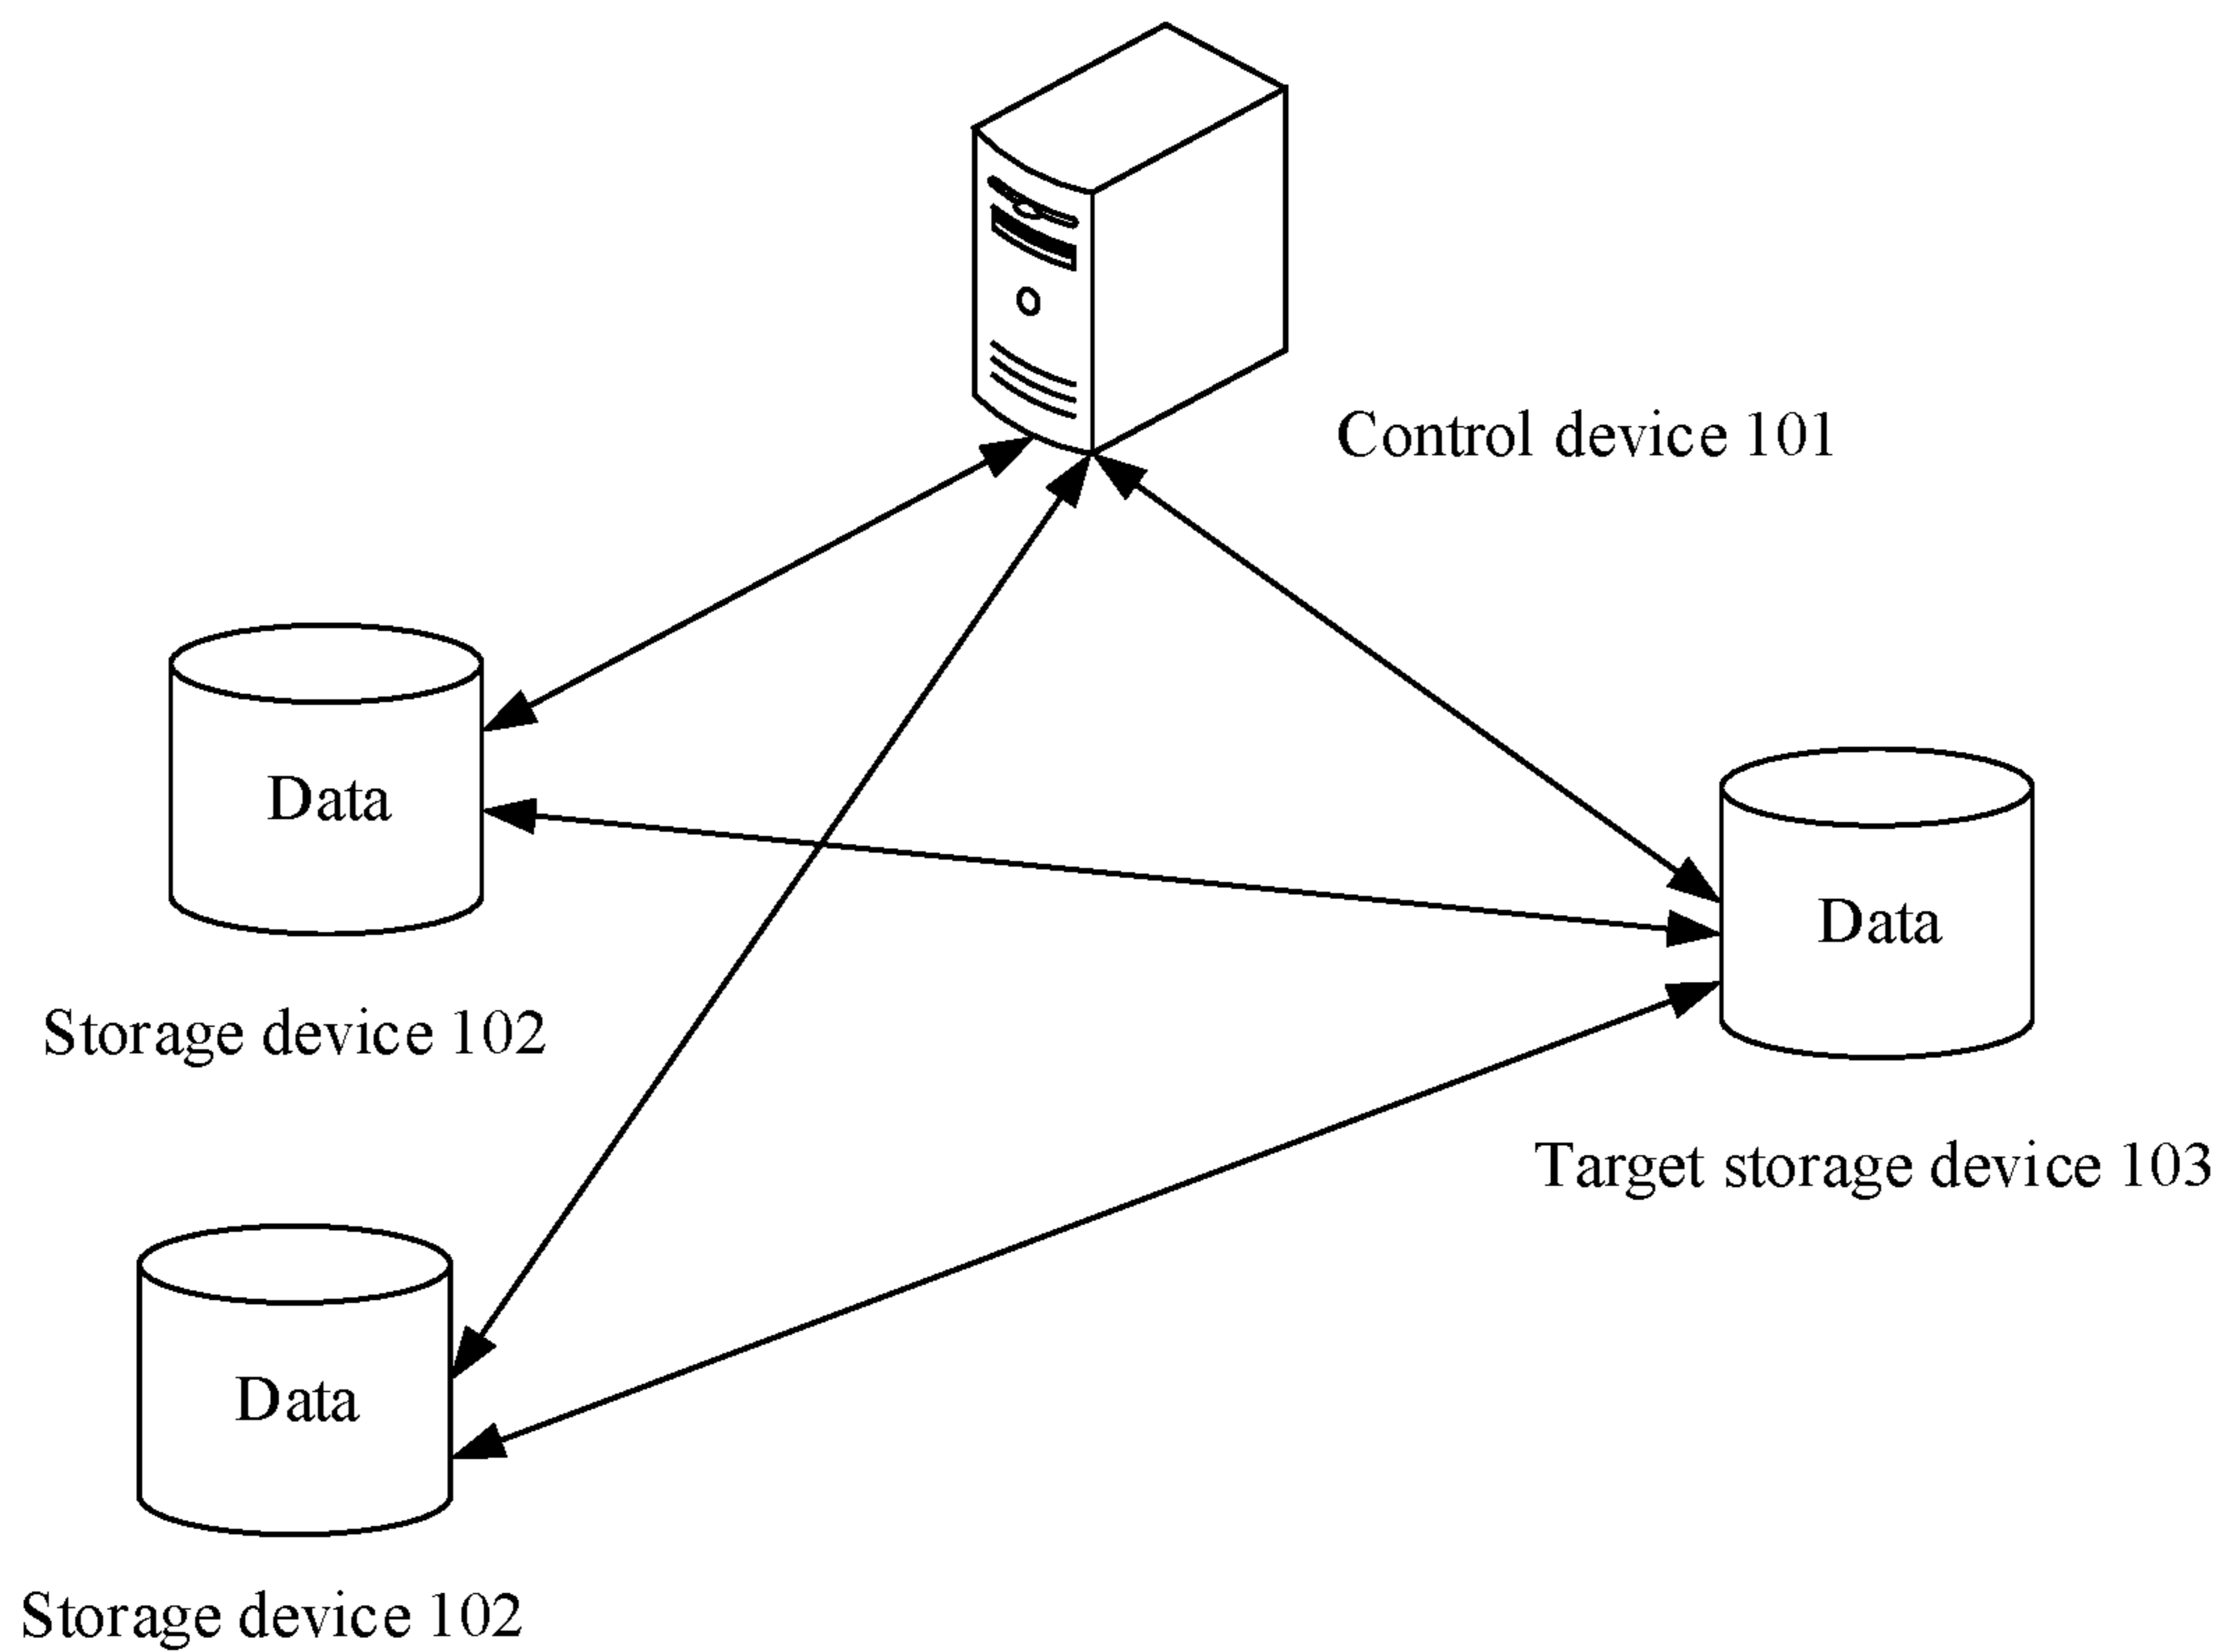 Control device 101
Data
Data
Storage device 102
Target storage device 103
Data
Storage device 102